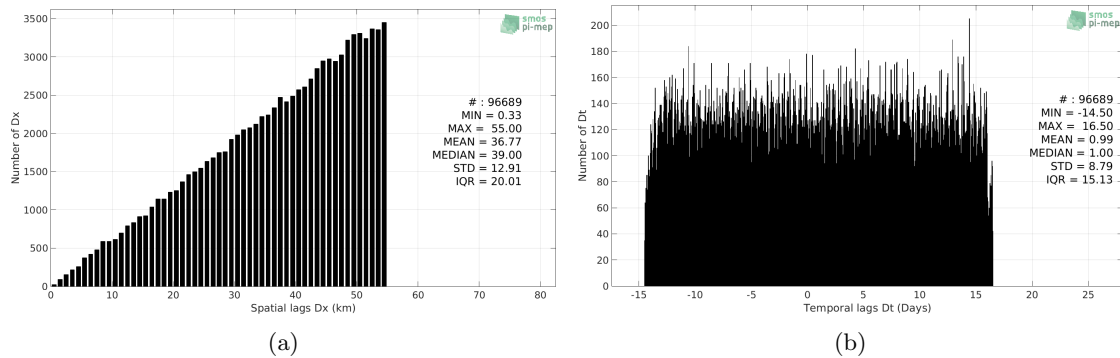 3500
3000
2500
2000
1500
1000
500
0
Number of Dx
0 10 20 30 40 50 60 70 80
Spatial lags Dx (km)
smos
pi-mep
# : 96689
MIN = 0.33
MAX = 55.00
MEAN = 36.77
MEDIAN = 39.00
STD = 12.91
IQR = 20.01
(a)
200
180
160
140
120
100
80
60
40
20
0
Number of Dt
-15 -10 -5 0 5 10 15 20 25
Temporal lags Dt (Days)
smos
pi-mep
# : 96689
MIN = -14.50
MAX = 16.50
MEAN = 0.99
MEDIAN = 1.00
STD = 8.79
IQR = 15.13
(b)